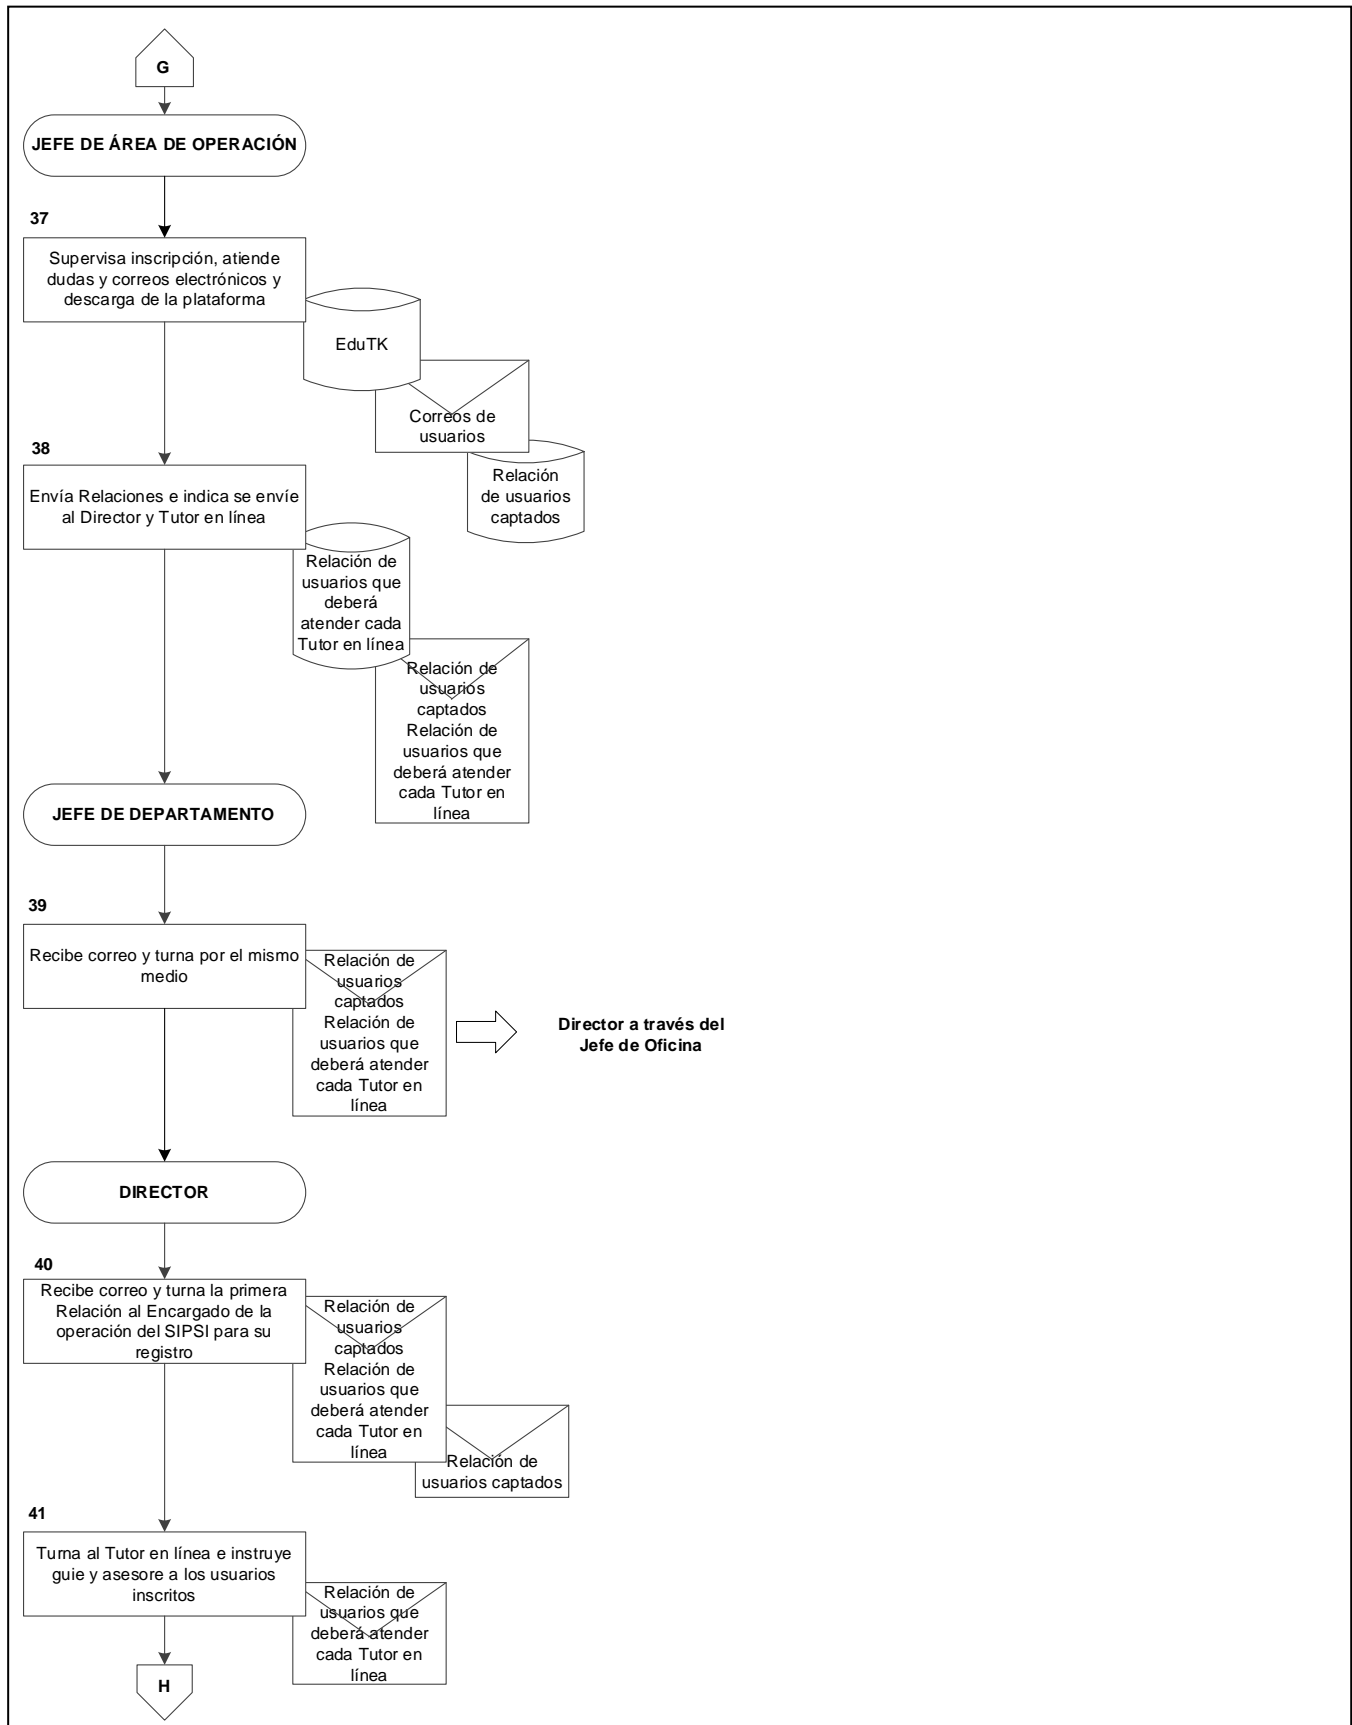 G
JEFE DE ÁREA DE OPERACIÓN
37
Supervisa inscripción, atiende
dudas y correos electrónicos y
descarga de la plataforma
EduTK
Correos de
usuarios
Relación
de usuarios
captados
38
Envía Relaciones e indica se envíe
al Director y Tutor en línea
Relación de
usuarios que
deberá
atender cada
Tutor en línea
Relación de
usuarios
captados
Relación de
usuarios que
deberá atender
cada Tutor en
línea
JEFE DE DEPARTAMENTO
39
Recibe correo y turna por el mismo
medio
Relación de
usuarios
captados
Relación de
usuarios que
deberá atender
cada Tutor en
línea
Director a través del
Jefe de Oficina
DIRECTOR
40
Recibe correo y turna la primera
Relación al Encargado de la
operación del SIPSI para su
registro
Relación de
usuarios
captados
Relación de
usuarios que
deberá atender
cada Tutor en
línea
Relación de
usuarios captados
41
Turna al Tutor en línea e instruye
guie y asesore a los usuarios
inscritos
Relación de
usuarios que
deberá atender
cada Tutor en
línea
H